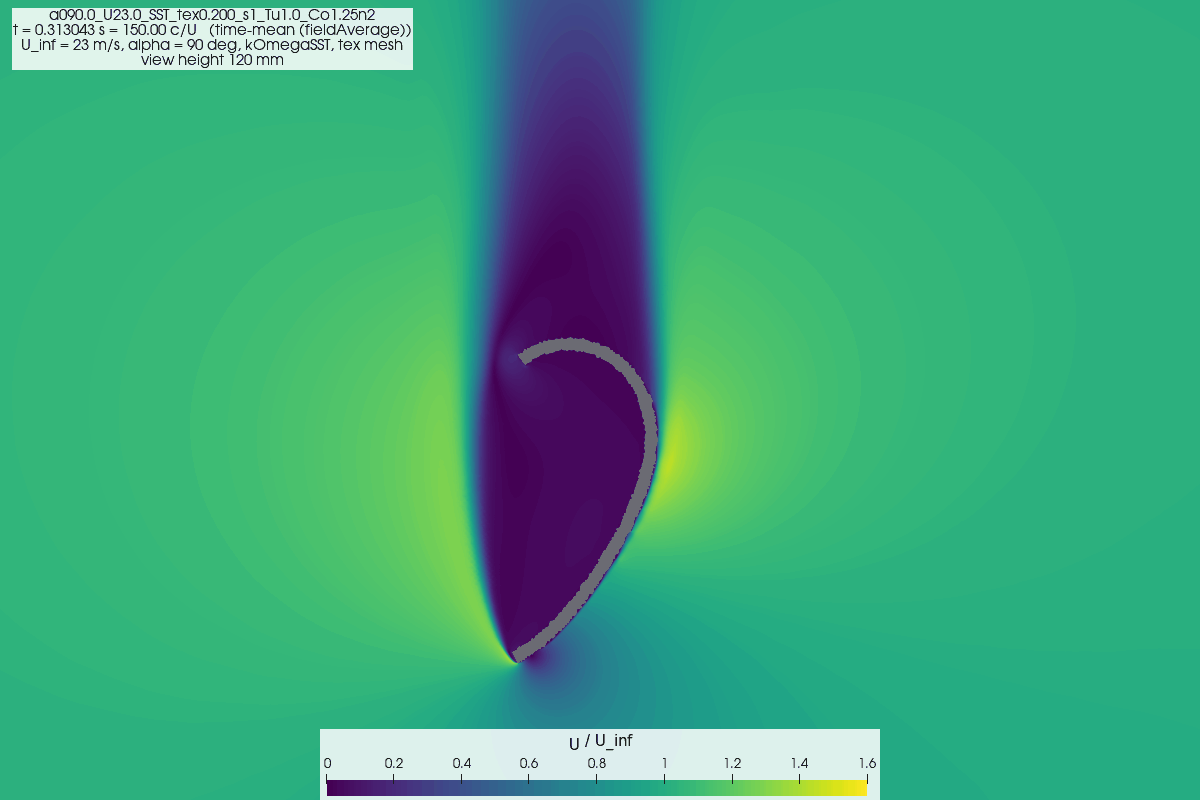 a090.0_U23.0_SST_tex0.200_s1_Tu1.0_Co1.25n2
t = 0.313043 s = 150.00 c/U (time-mean (fieldAverage))
U_inf = 23 m/s, alpha = 90 deg, kOmegaSST, tex mesh
view height 120 mm
U / U_inf
0 0.2 0.4 0.6 0.8 1 1.2 1.4 1.6